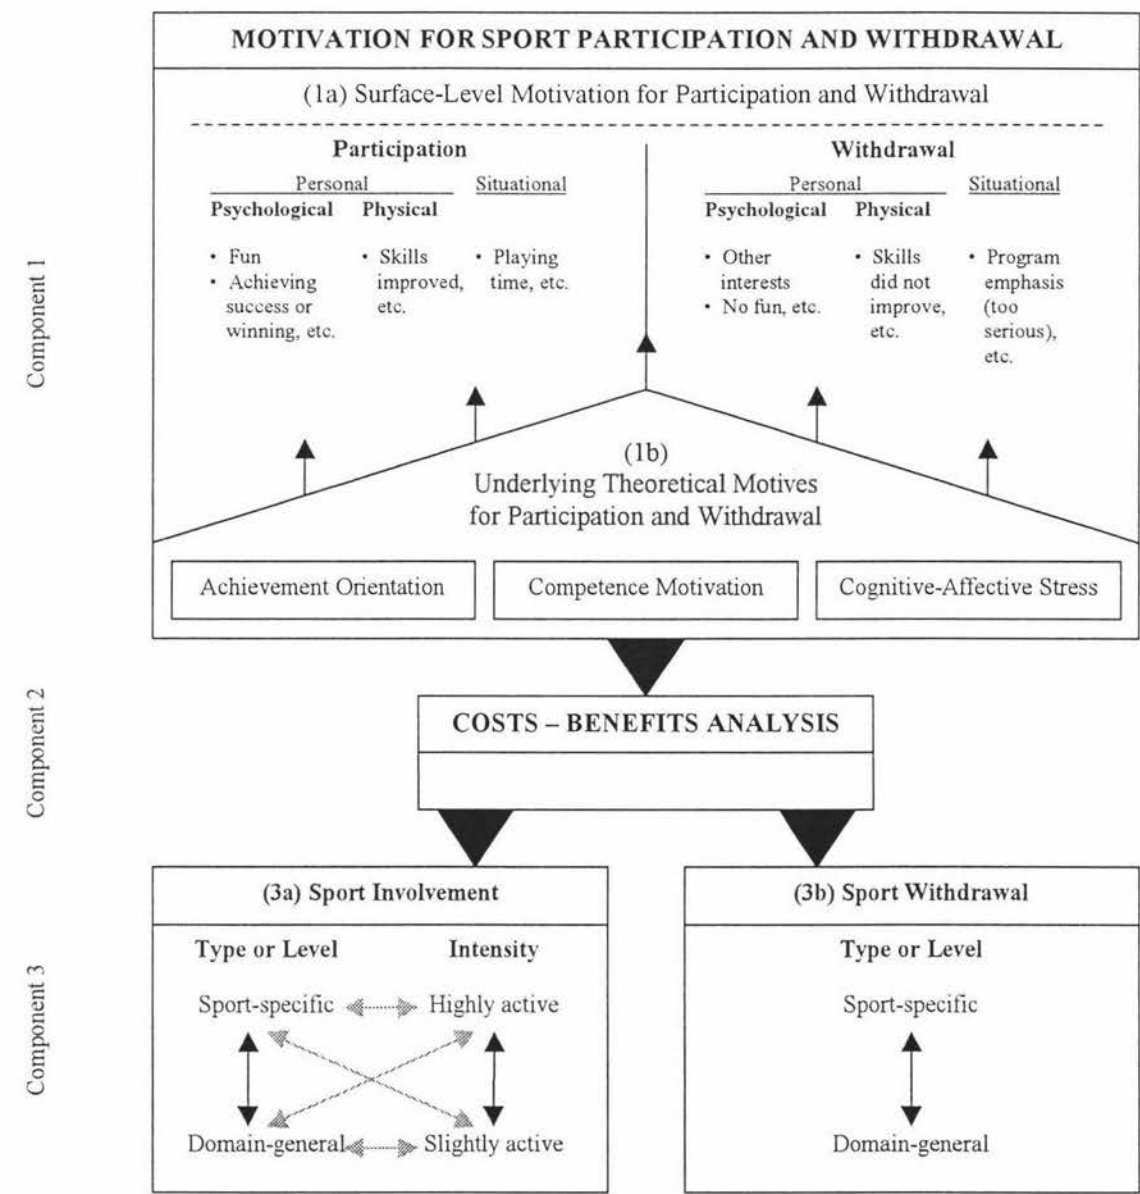 MOTIVATION FOR SPORT PARTICIPATION AND WITHDRAWAL
(1a) Surface-Level Motivation for Participation and Withdrawal
Participation
Personal
Situational
Psychological
Physical
• Fun
• Achieving
success or
winning, etc.
• Skills
improved,
etc.
• Playing
time, etc.
Withdrawal
Personal
Situational
Psychological
Physical
• Other
interests
• No fun, etc.
• Skills
did not
improve,
etc.
• Program
emphasis
(too
serious),
etc.
Component 1
(1b)
Underlying Theoretical Motives
for Participation and Withdrawal
Achievement Orientation
Competence Motivation
Cognitive-Affective Stress
Component 2
COSTS – BENEFITS ANALYSIS
Component 3
(3a) Sport Involvement
Type or Level
Intensity
Sport-specific
Highly active
Domain-general
Slightly active
(3b) Sport Withdrawal
Type or Level
Sport-specific
Domain-general